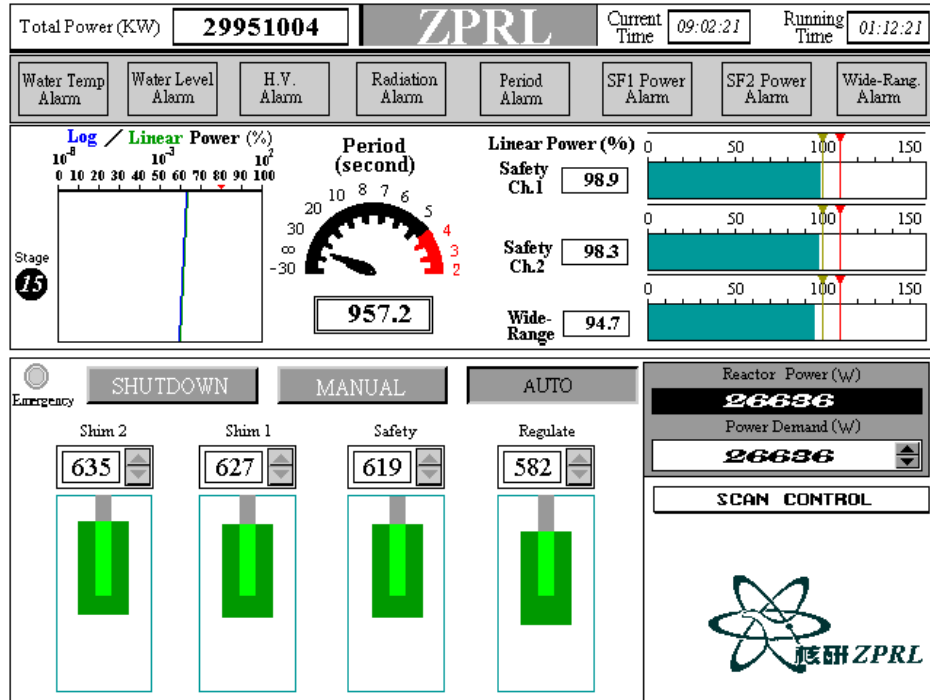 Total Power (KW) 29951004 ZPRL Current Time 09:02:21 Running Time 01:12:21
Water Temp Alarm
Water Level Alarm
H.V. Alarm
Radiation Alarm
Period Alarm
SF1 Power Alarm
SF2 Power Alarm
Wide-Rang. Alarm
Log / Linear Power (%)
10⁻⁸ 10⁻³ 10²
0 10 20 30 40 50 60 70 80 90 100
Stage
15
Period
(second)
-30 ∞ 30 20 10 8 7 6 5 4 3 2
957.2
Linear Power (%)
0 50 100 150
Safety Ch.1 98.9
0 50 100 150
Safety Ch.2 98.3
0 50 100 150
Wide-Range 94.7
Emergency
SHUTDOWN MANUAL AUTO
Shim 2 Shim 1 Safety Regulate
635 627 619 582
Reactor Power (W)
26636
Power Demand (W)
26636
SCAN CONTROL
核研 ZPRL